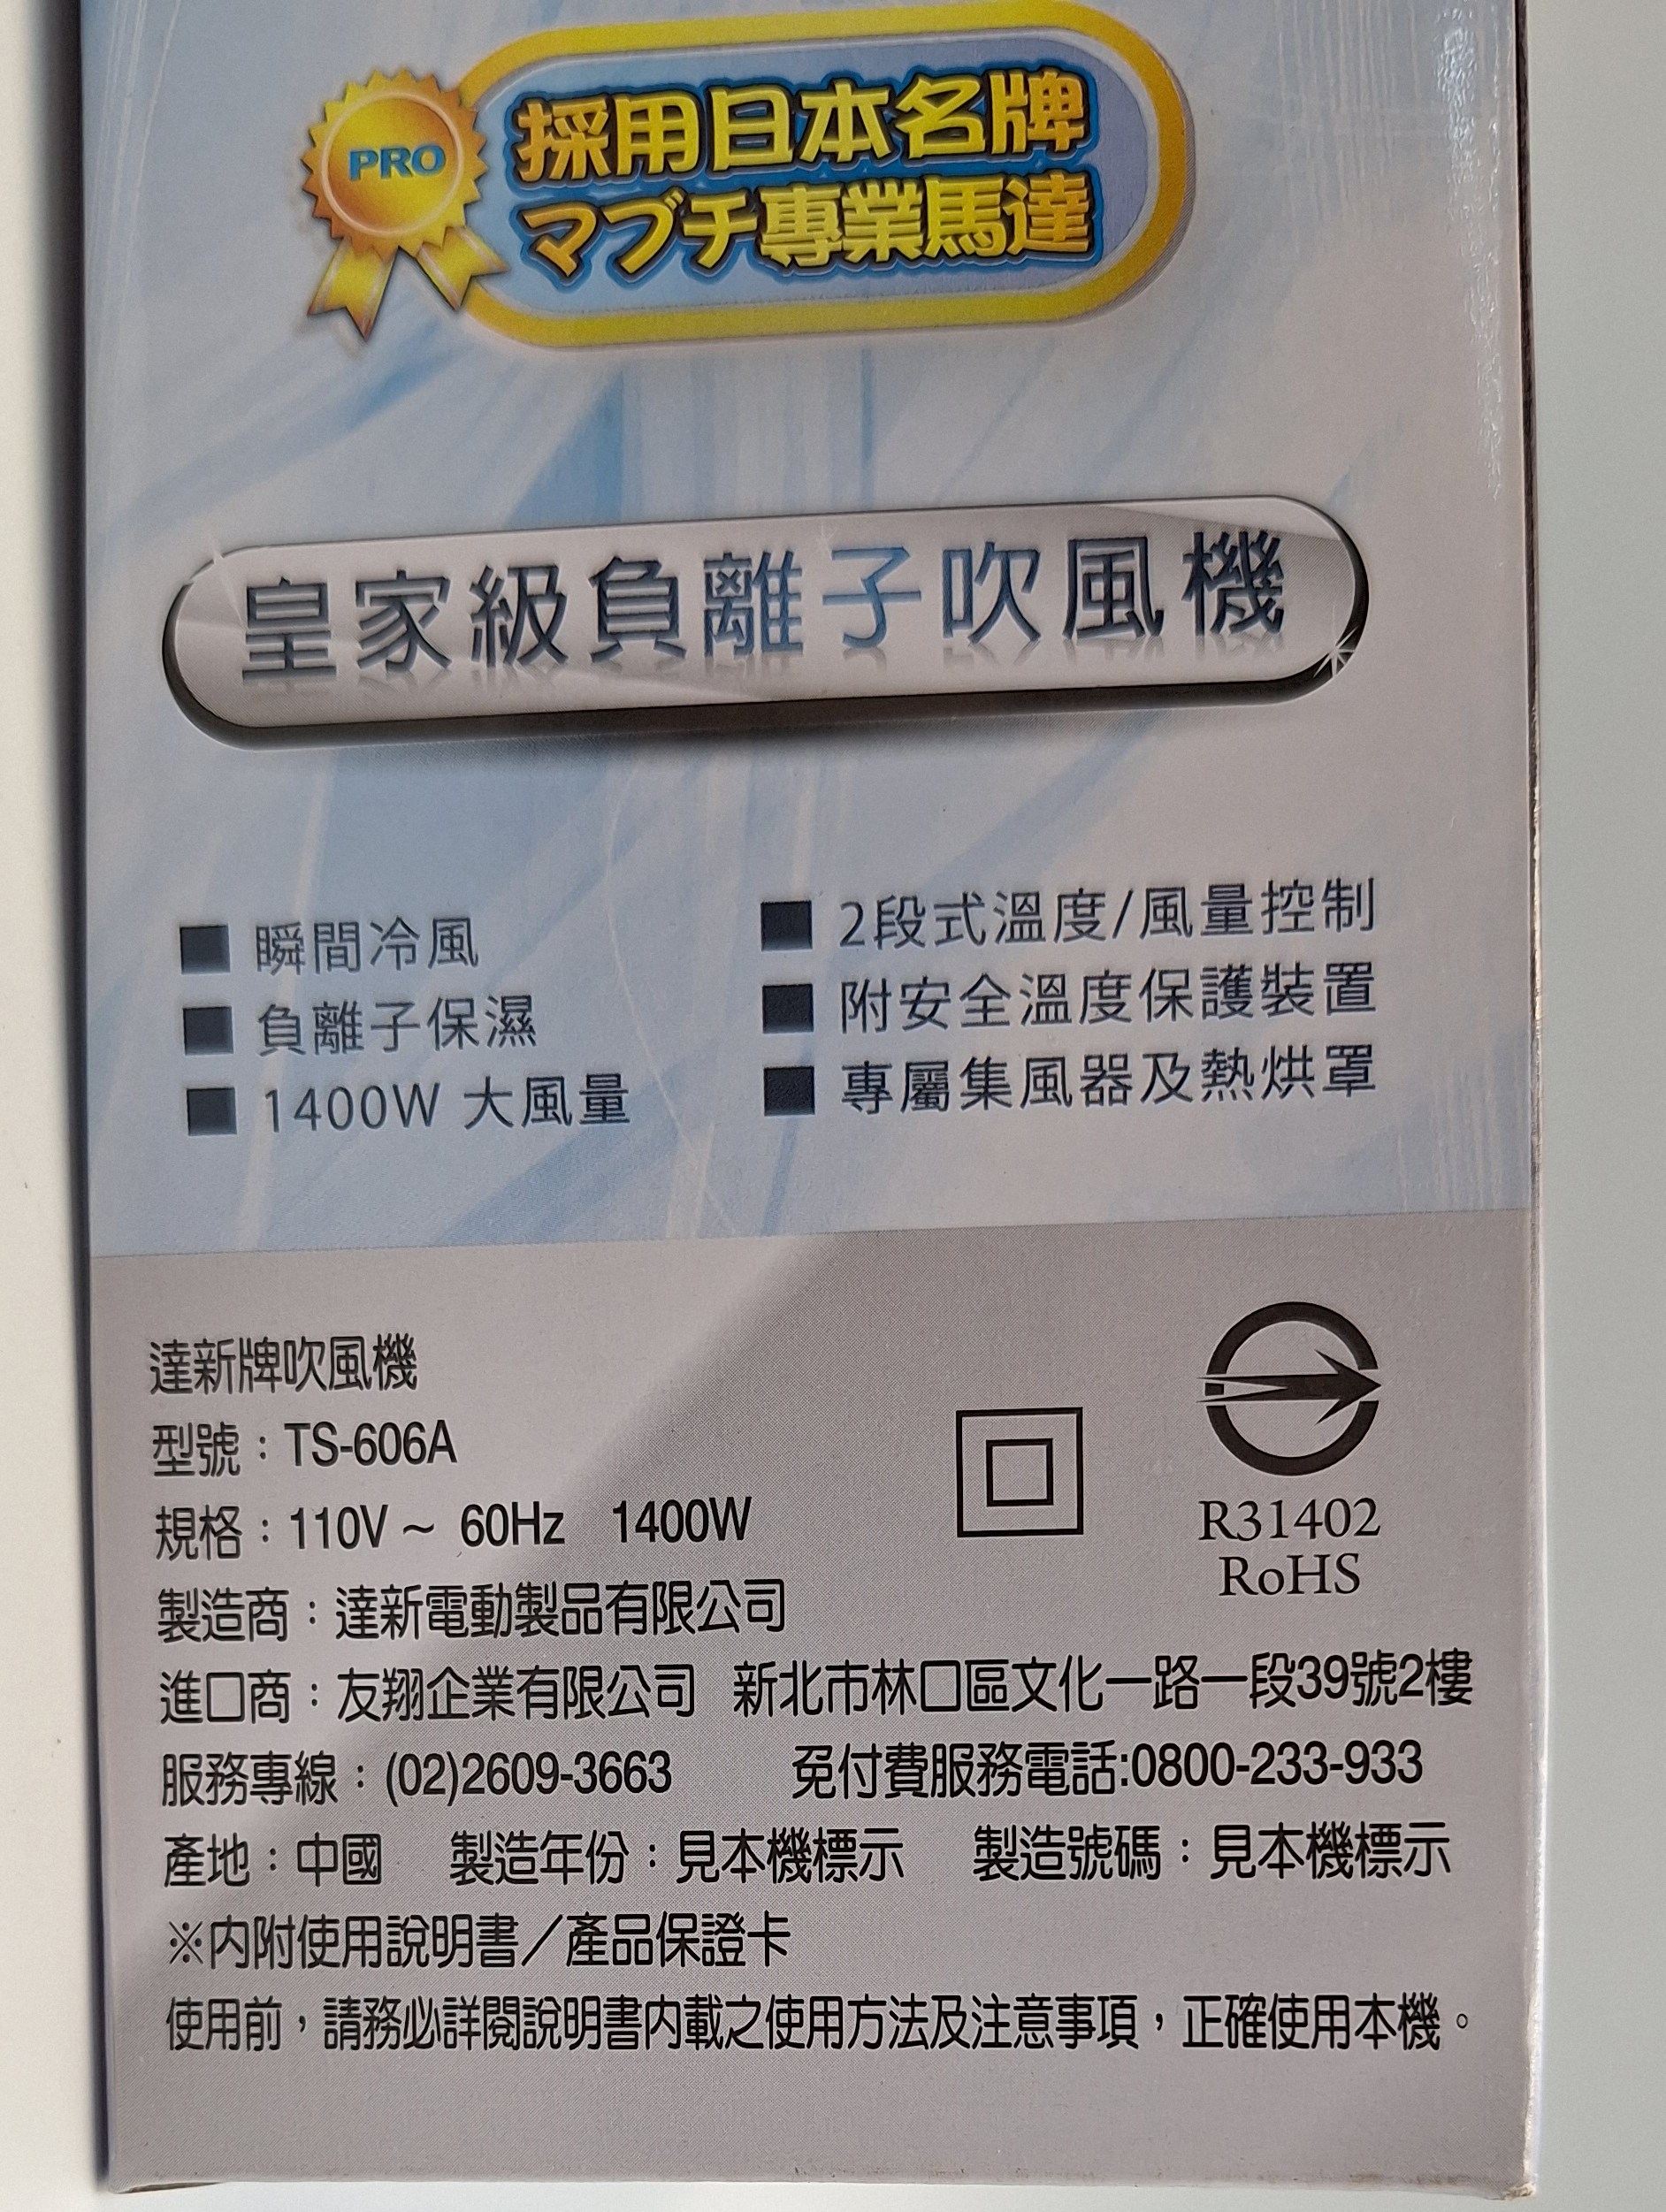 PRO
採用日本名牌
マブチ專業馬達
皇家級負離子吹風機
■ 瞬間冷風
■ 負離子保濕
■ 1400W 大風量
■ 2段式溫度/風量控制
■ 附安全溫度保護裝置
■ 專屬集風器及熱烘罩
達新牌吹風機
型號：TS-606A
規格：110V～ 60Hz 1400W
製造商：達新電動製品有限公司
進口商：友翔企業有限公司 新北市林口區文化一路一段39號2樓
服務專線：(02)2609-3663 免付費服務電話:0800-233-933
產地：中國 製造年份：見本機標示 製造號碼：見本機標示
※內附使用說明書／產品保證卡
使用前，請務必詳閱說明書內載之使用方法及注意事項，正確使用本機。
R31402
RoHS